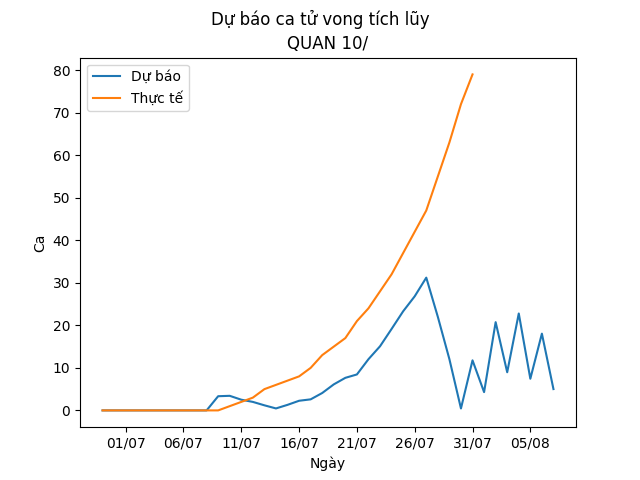 Dự báo ca tử vong tích lũy
QUAN 10/
Dự báo
Thực tế
80
70
60
50
40
30
20
10
0
Ca
01/07 06/07 11/07 16/07 21/07 26/07 31/07 05/08
Ngày